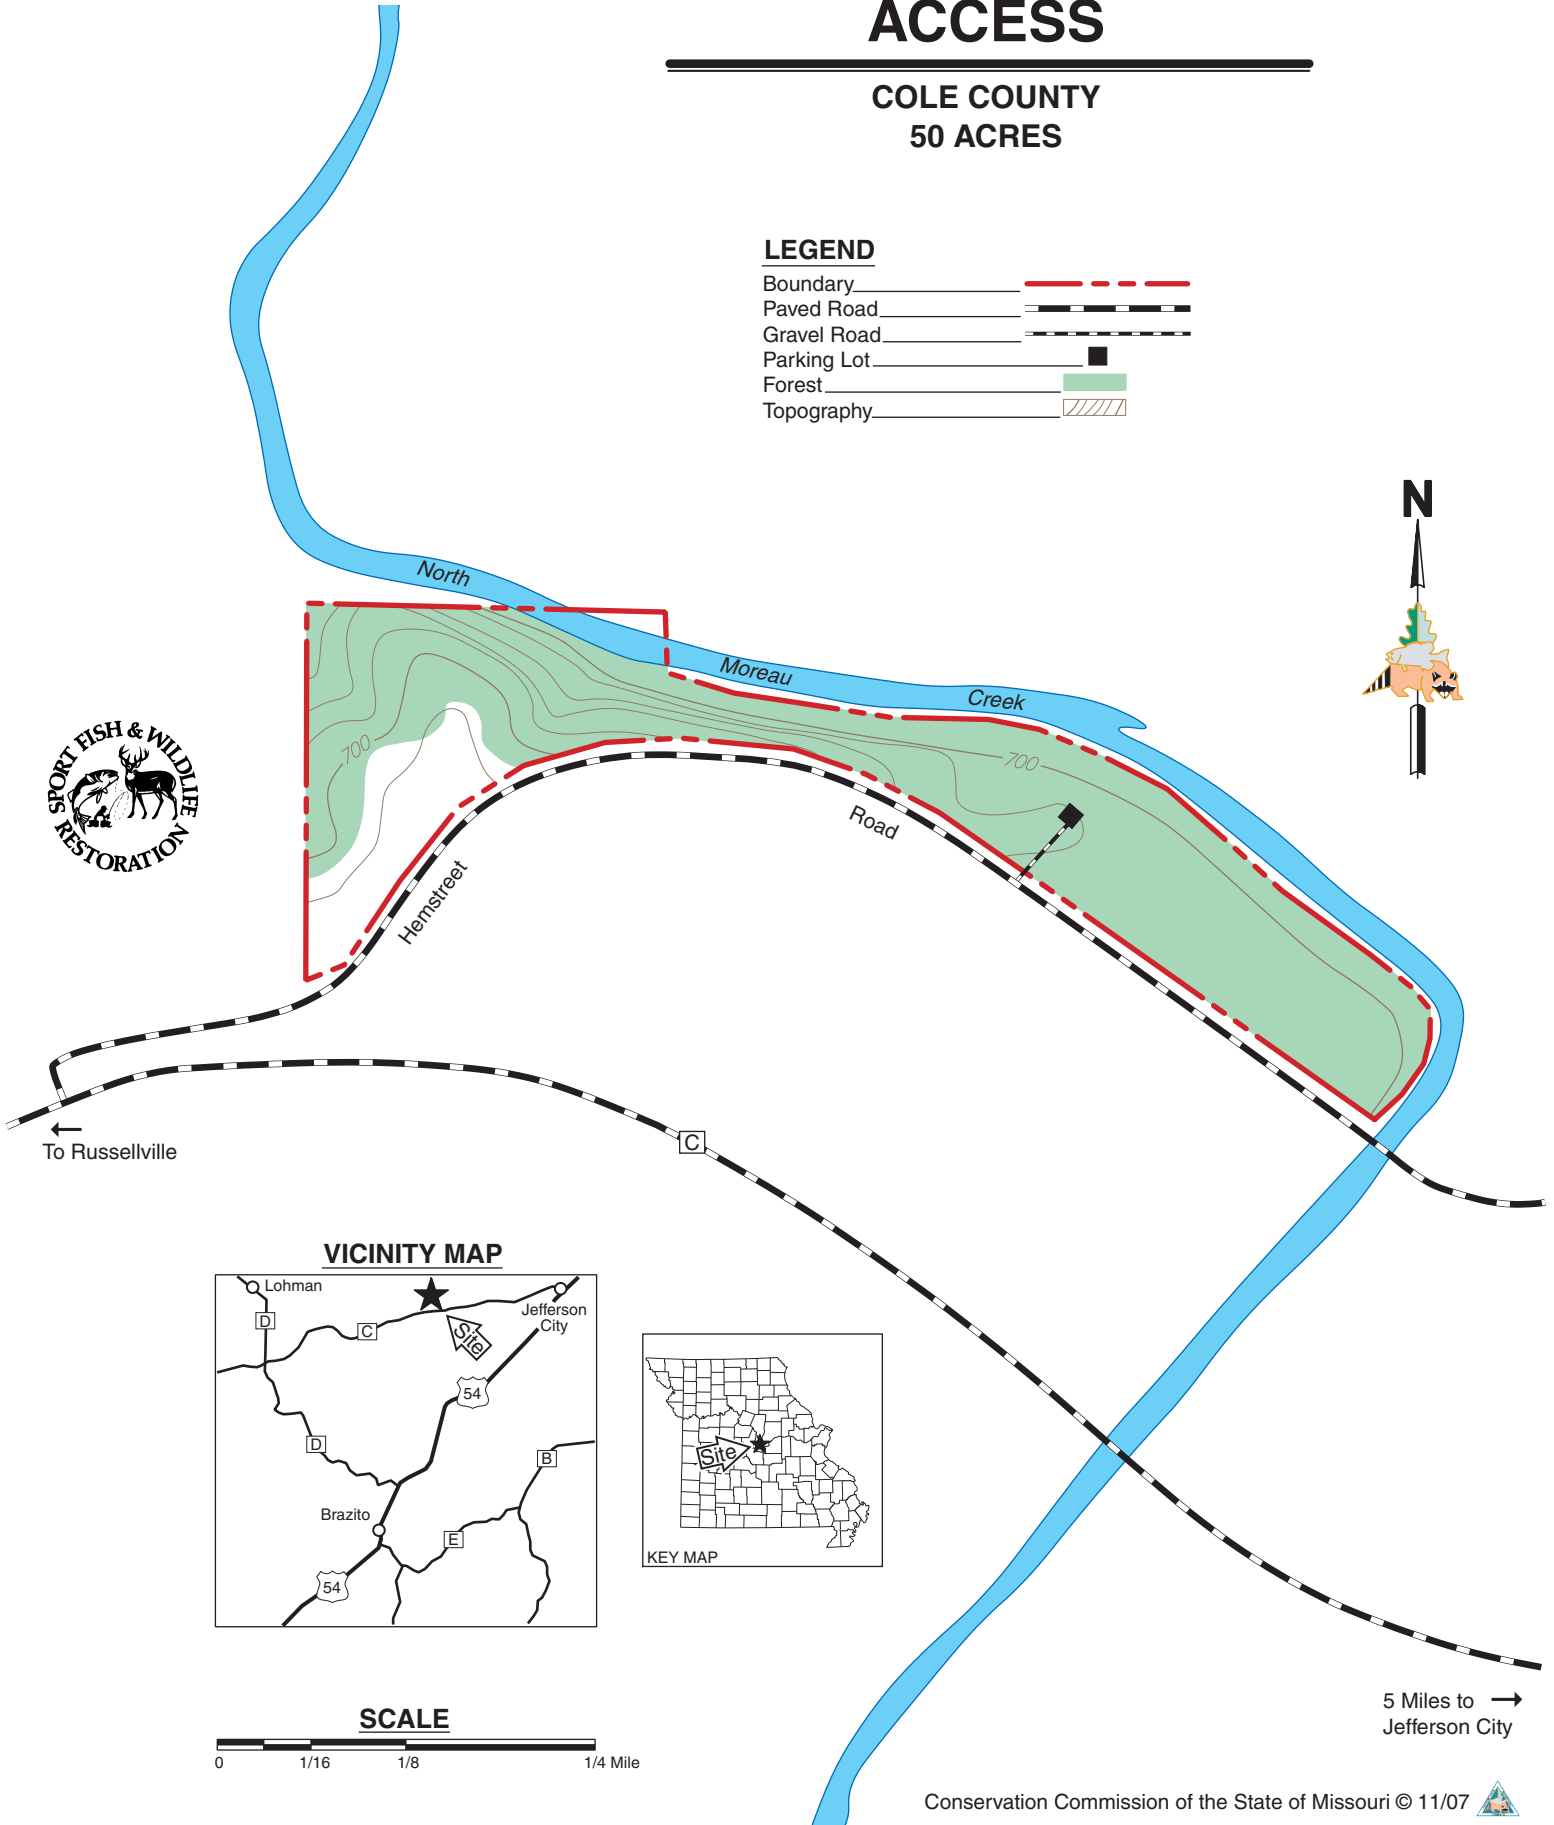 ACCESS
COLE COUNTY
50 ACRES
LEGEND
Boundary
Paved Road
Gravel Road
Parking Lot
Forest
Topography
N
North
Moreau
Creek
700
700
SPORT FISH & WILDLIFE
RESTORATION
Road
Hemstreet
To Russellville
C
VICINITY MAP
Lohman
D
C
Site
Jefferson
City
54
D
B
Brazito
E
54
Site
KEY MAP
SCALE
0 1/16 1/8 1/4 Mile
5 Miles to
Jefferson City
Conservation Commission of the State of Missouri © 11/07